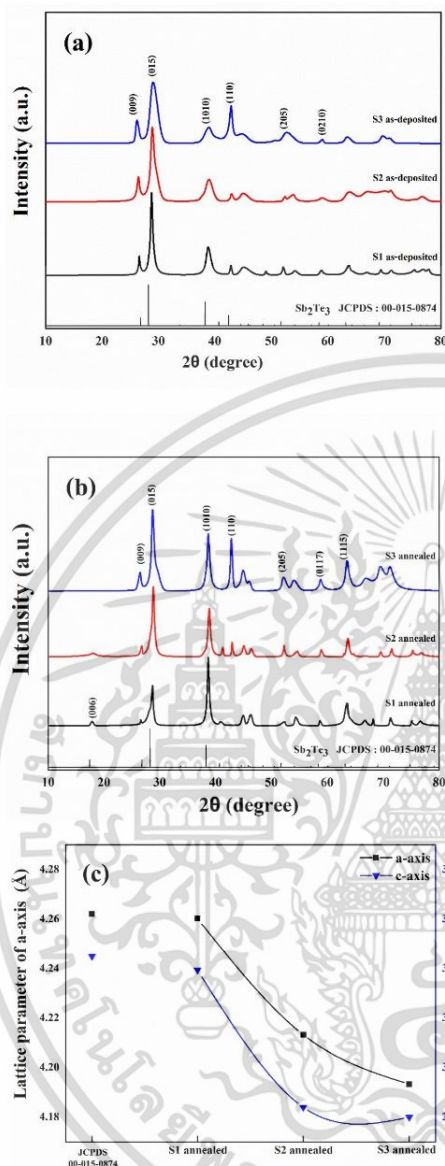 (a)
Intensity (a.u.)
(009)
(015)
(1010)
(110)
(205)
(0210)
S3 as-deposited
S2 as-deposited
S1 as-deposited
Sb₂Te₃ JCPDS : 00-015-0874
10 20 30 40 50 60 70 80
2θ (degree)
(b)
Intensity (a.u.)
(006)
(009)
(015)
(1010)
(110)
(205)
(0117)
(1115)
S3 annealed
S2 annealed
S1 annealed
Sb₂Te₃ JCPDS : 00-015-0874
10 20 30 40 50 60 70 80
2θ (degree)
(c)
a-axis
c-axis
Lattice parameter of a-axis (Å)
4.28
4.26
4.24
4.22
4.20
4.18
JCPDS
00-015-0874
S1 annealed S2 annealed S3 annealed